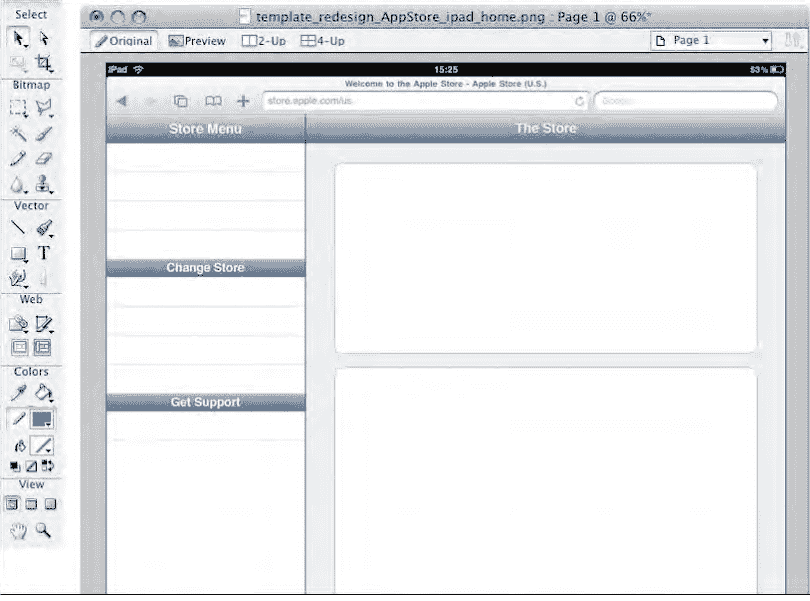 Select
template_redesign_AppStore_ipad_home.png : Page 1 @ 66%*
Original
Preview
2-Up
4-Up
Page 1
iPad
15:25
53%
Welcome to the Apple Store - Apple Store (U.S.)
store.apple.com/us
Google
Store Menu
The Store
Change Store
Get Support
Bitmap
Vector
T
Web
Colors
View